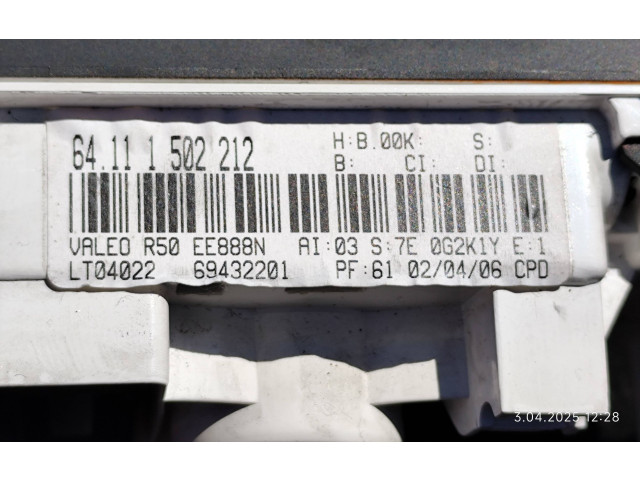 64.11 1 502 212 H:B.00K: S:
B: CI: DI:
VALEO R50 EE888N AI:03 S:7E 0G2K1Y E:1
LT04022 69432201 PF:61 02/04/06 CPD
3.04.2025 12:28